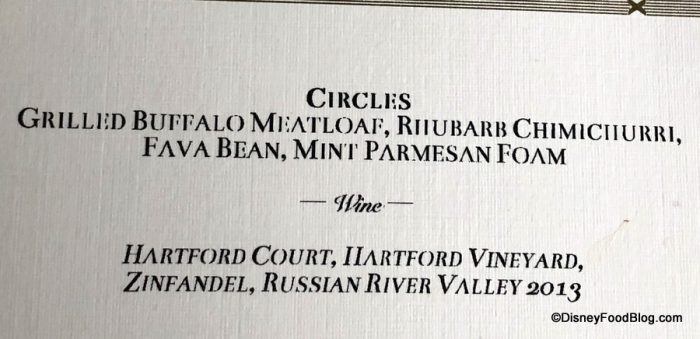 CIRCLES
GRILLED BUFFALO MEATLOAF, RHUBARB CHIMICHURRI,
FAVA BEAN, MINT PARMESAN FOAM
— Wine —
HARTFORD COURT, HARTFORD VINEYARD,
ZINFANDEL, RUSSIAN RIVER VALLEY 2013
©DisneyFoodBlog.com